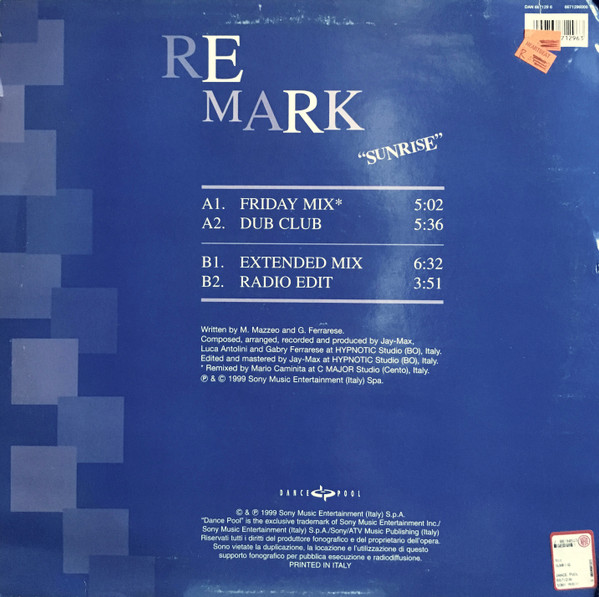 DAN 667129 6
RE
MARK
"SUNRISE"
A1. FRIDAY MIX* 5:02
A2. DUB CLUB 5:36
B1. EXTENDED MIX 6:32
B2. RADIO EDIT 3:51
Written by M. Mazzeo and G. Ferrarese.
Composed, arranged, recorded and produced by Jay-Max,
Luca Antolini and Gabry Ferrarese at HYPNOTIC Studio (BO), Italy.
Edited and mastered by Jay-Max at HYPNOTIC Studio (BO), Italy.
* Remixed by Mario Caminita at C MAJOR Studio (Cento), Italy.
℗ & © 1999 Sony Music Entertainment (Italy) Spa.
DANCE POOL
© & ℗ 1999 Sony Music Entertainment (Italy) S.p.A.
"Dance Pool" is the exclusive trademark of Sony Music Entertainment Inc./
Sony Music Entertainment (Italy) S.p.A./Sony/ATV Music Publishing (Italy)
Riservati tutti i diritti del produttore fonografico e del proprietario dell'opera.
Sono vietate la duplicazione, la locazione e l'utilizzazione di questo
supporto fonografico per pubblica esecuzione e radiodiffusione.
PRINTED IN ITALY